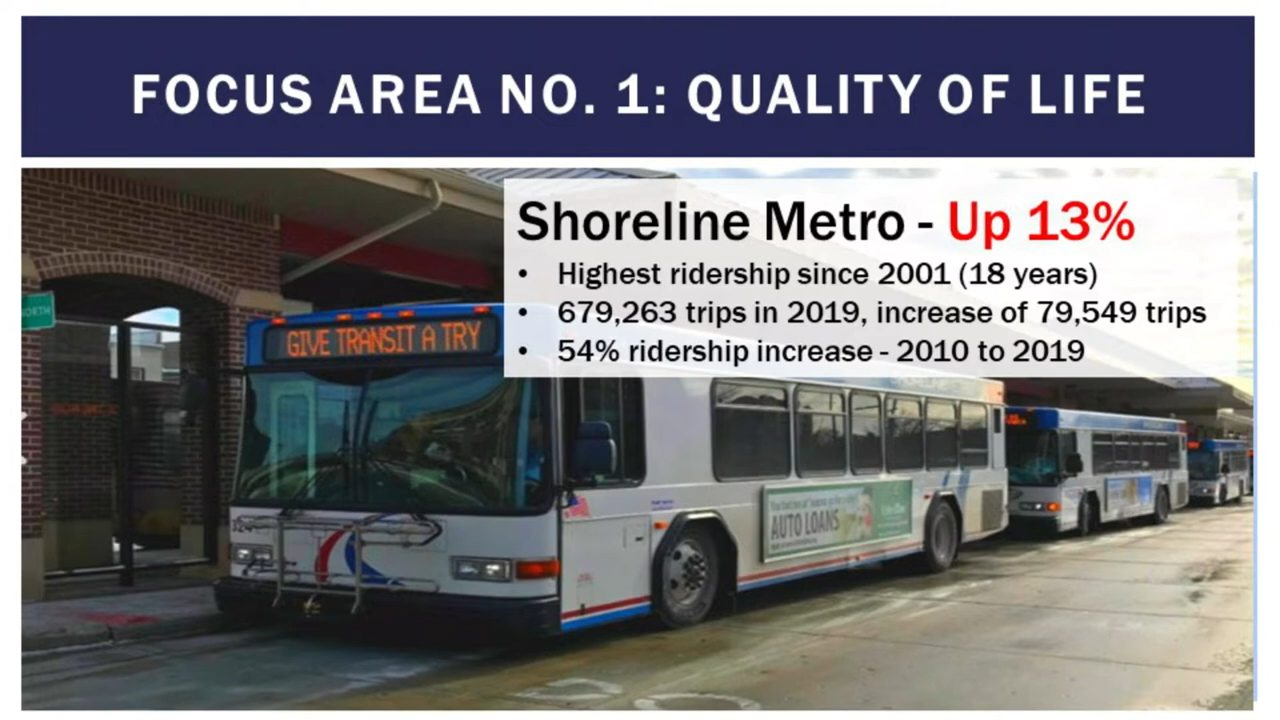 FOCUS AREA NO. 1: QUALITY OF LIFE
Shoreline Metro - Up 13%
• Highest ridership since 2001 (18 years)
• 679,263 trips in 2019, increase of 79,549 trips
• 54% ridership increase - 2010 to 2019
GIVE TRANSIT A TRY
AUTO LOANS